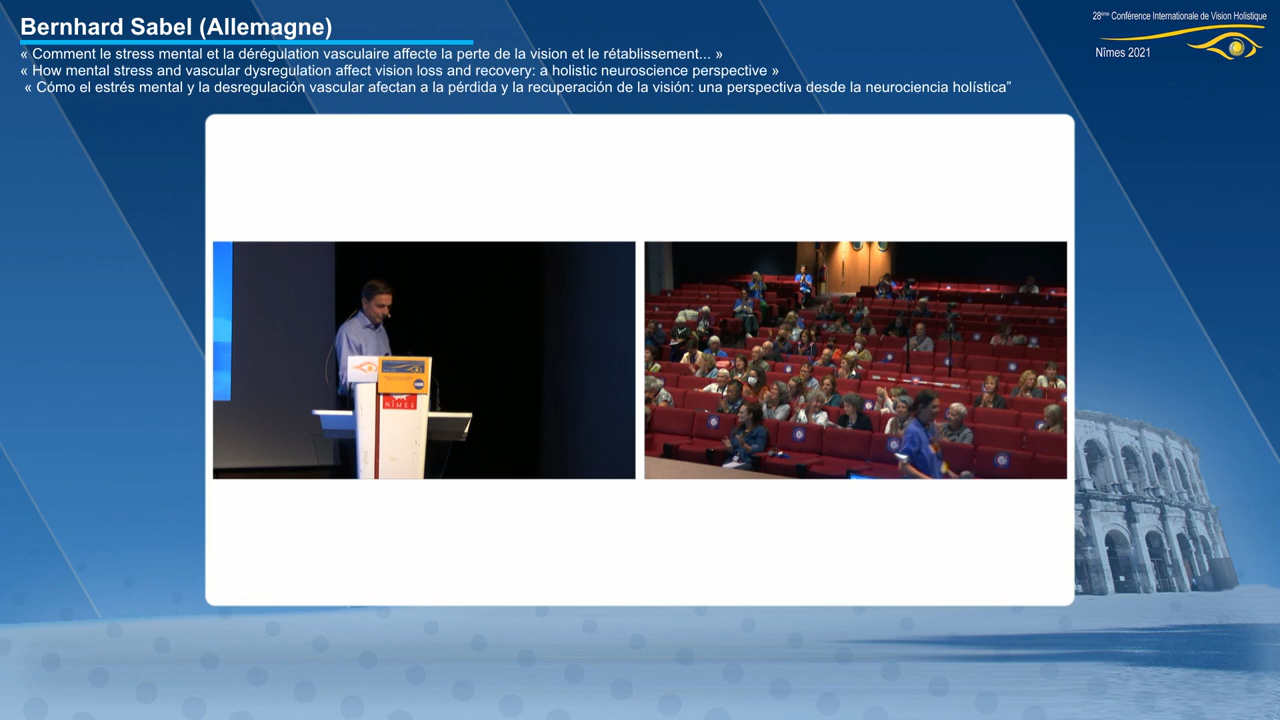 Bernhard Sabel (Allemagne)
« Comment le stress mental et la dérégulation vasculaire affecte la perte de la vision et le rétablissement... »
« How mental stress and vascular dysregulation affect vision loss and recovery: a holistic neuroscience perspective »
« Cómo el estrés mental y la desregulación vascular afectan a la pérdida y la recuperación de la visión: una perspectiva desde la neurociencia holística”
28ème Conférence Internationale de Vision Holistique
Nîmes 2021
NÎMES